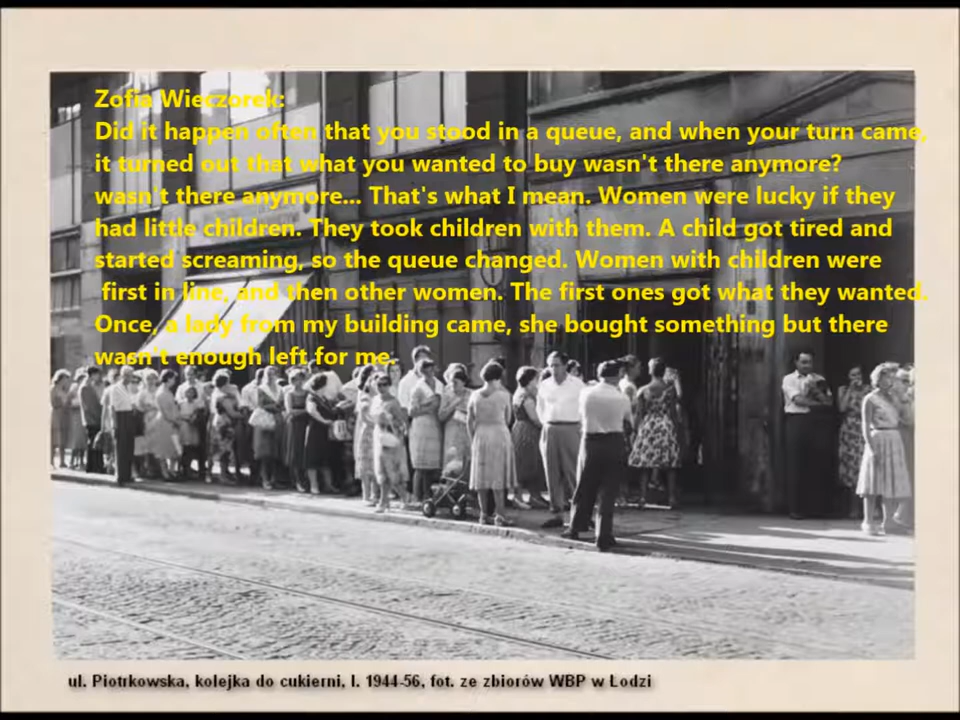 Zofia Wieczorek:
Did it happen often that you stood in a queue, and when your turn came,
it turned out that what you wanted to buy wasn't there anymore?
wasn't there anymore... That's what I mean. Women were lucky if they
had little children. They took children with them. A child got tired and
started screaming, so the queue changed. Women with children were
first in line, and then other women. The first ones got what they wanted.
Once, a lady from my building came, she bought something but there
wasn't enough left for me.
ul. Piotrkowska, kolejka do cukierni, l. 1944-56, fot. ze zbiorów WBP w Łodzi